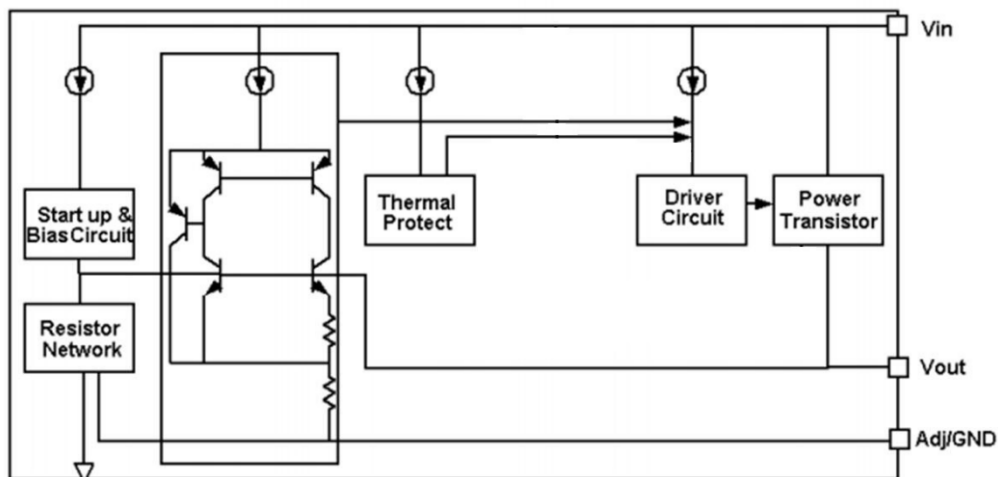 Vin
Start up &
Bias Circuit
Thermal
Protect
Driver
Circuit
Power
Transistor
Resistor
Network
Vout
Adj/GND